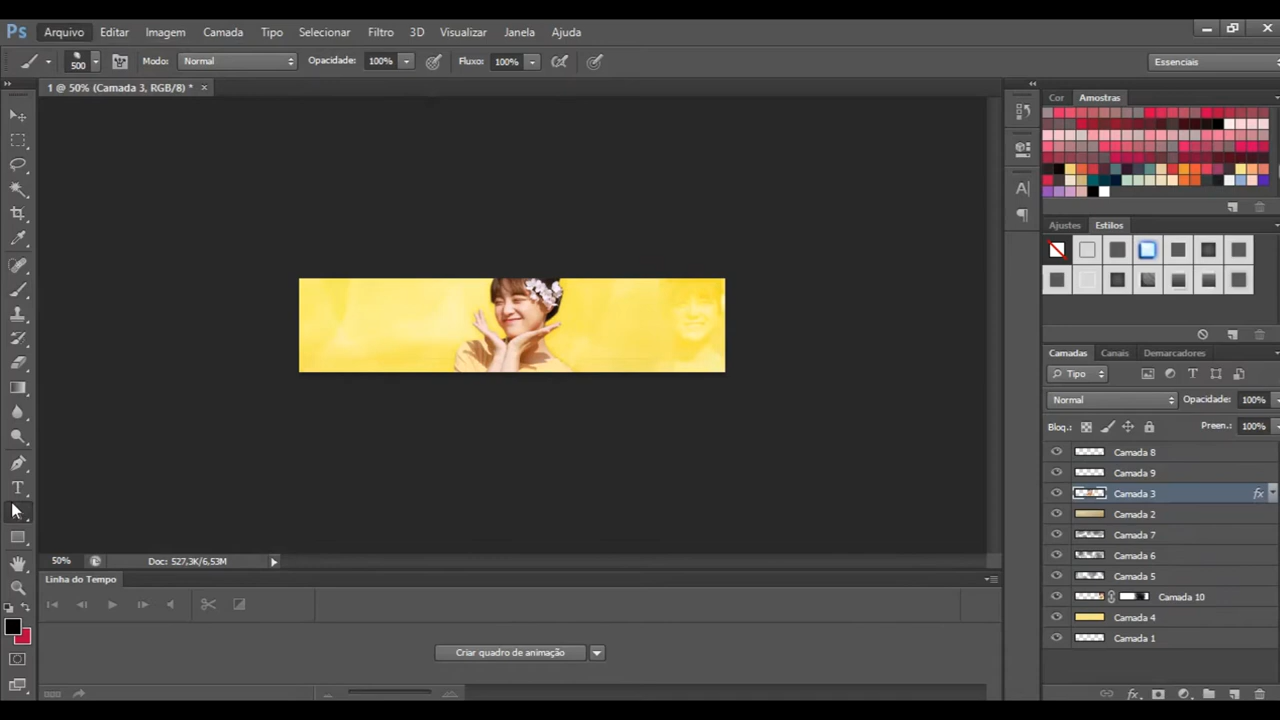 Ps Arquivo Editar Imagem Camada Tipo Selecionar Filtro 3D Visualizar Janela Ajuda
500 Modo: Normal Opacidade: 100% Fluxo: 100% Essenciais
1 @ 50% (Camada 3, RGB/8) * ×
Cor Amostras
Ajustes Estilos
Camadas Canais Demarcadores
Tipo
Normal Opacidade: 100%
Bloq.: Preen.: 100%
Camada 8
Camada 9
Camada 3 fx
Camada 2
Camada 7
Camada 6
Camada 5
Camada 10
Camada 4
Camada 1
50% Doc: 527,3K/6,53M
Linha do Tempo
Criar quadro de animação